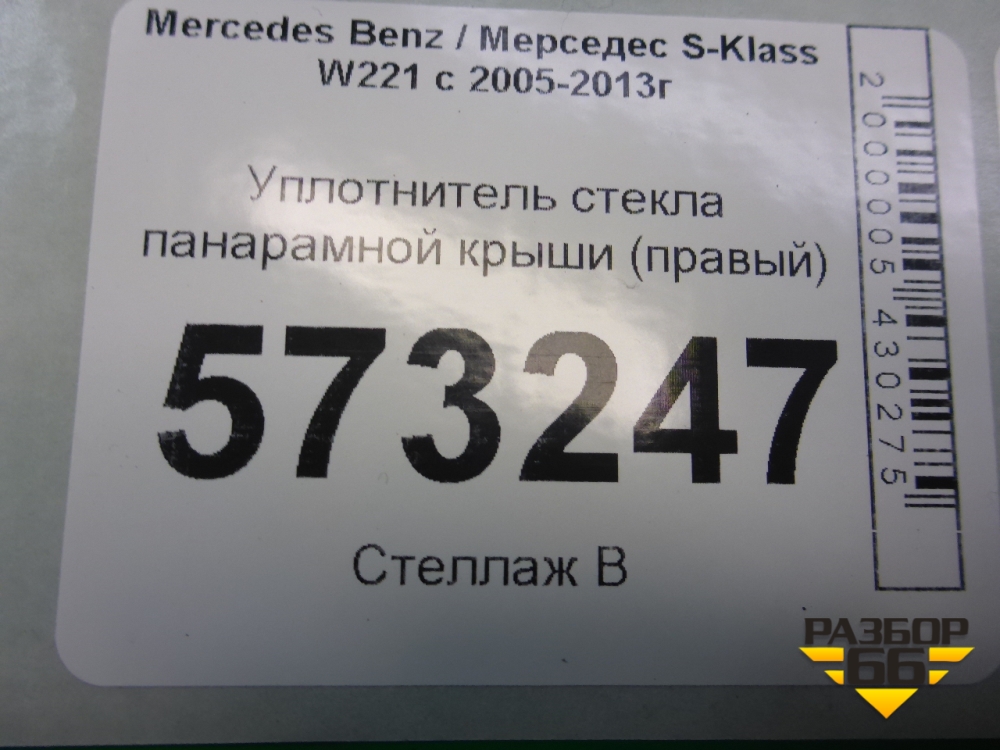 Mercedes Benz / Мерседес S-Klass
W221 с 2005-2013г
Уплотнитель стекла
панарамной крыши (правый)
573247
Стеллаж В
2000005430275
РАЗБОР
66